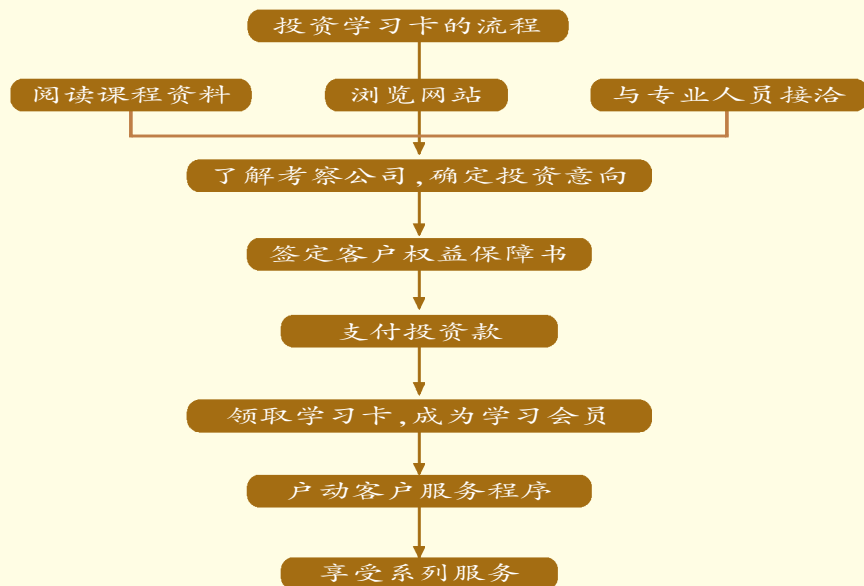 投资学习卡的流程
阅读课程资料
浏览网站
与专业人员接洽
了解考察公司,确定投资意向
签定客户权益保障书
支付投资款
领取学习卡,成为学习会员
户动客户服务程序
享受系列服务